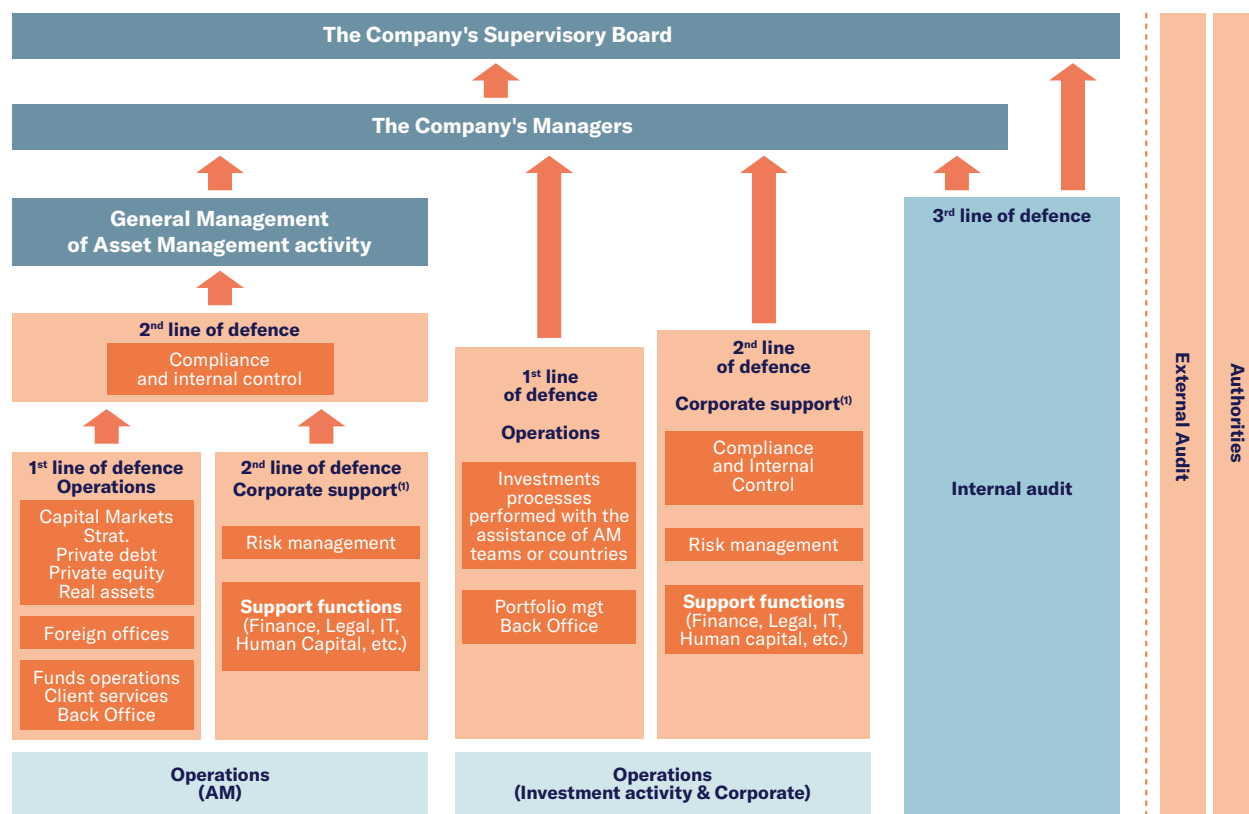 The Company's Supervisory Board
The Company's Managers
General Management
of Asset Management activity
2nd line of defence
Compliance
and internal control
1st line of defence
Operations
Capital Markets
Strat.
Private debt
Private equity
Real assets
Foreign offices
Funds operations
Client services
Back Office
2nd line of defence
Corporate support(1)
Risk management
Support functions
(Finance, Legal, IT,
Human Capital, etc.)
Operations
(AM)
1st line
of defence
Operations
Investments
processes
performed with the
assistance of AM
teams or countries
Portfolio mgt
Back Office
2nd line
of defence
Corporate support(1)
Compliance
and Internal
Control
Risk management
Support functions
(Finance, Legal, IT,
Human Capital, etc.)
Operations
(Investment activity & Corporate)
3rd line of defence
Internal audit
External Audit
Authorities